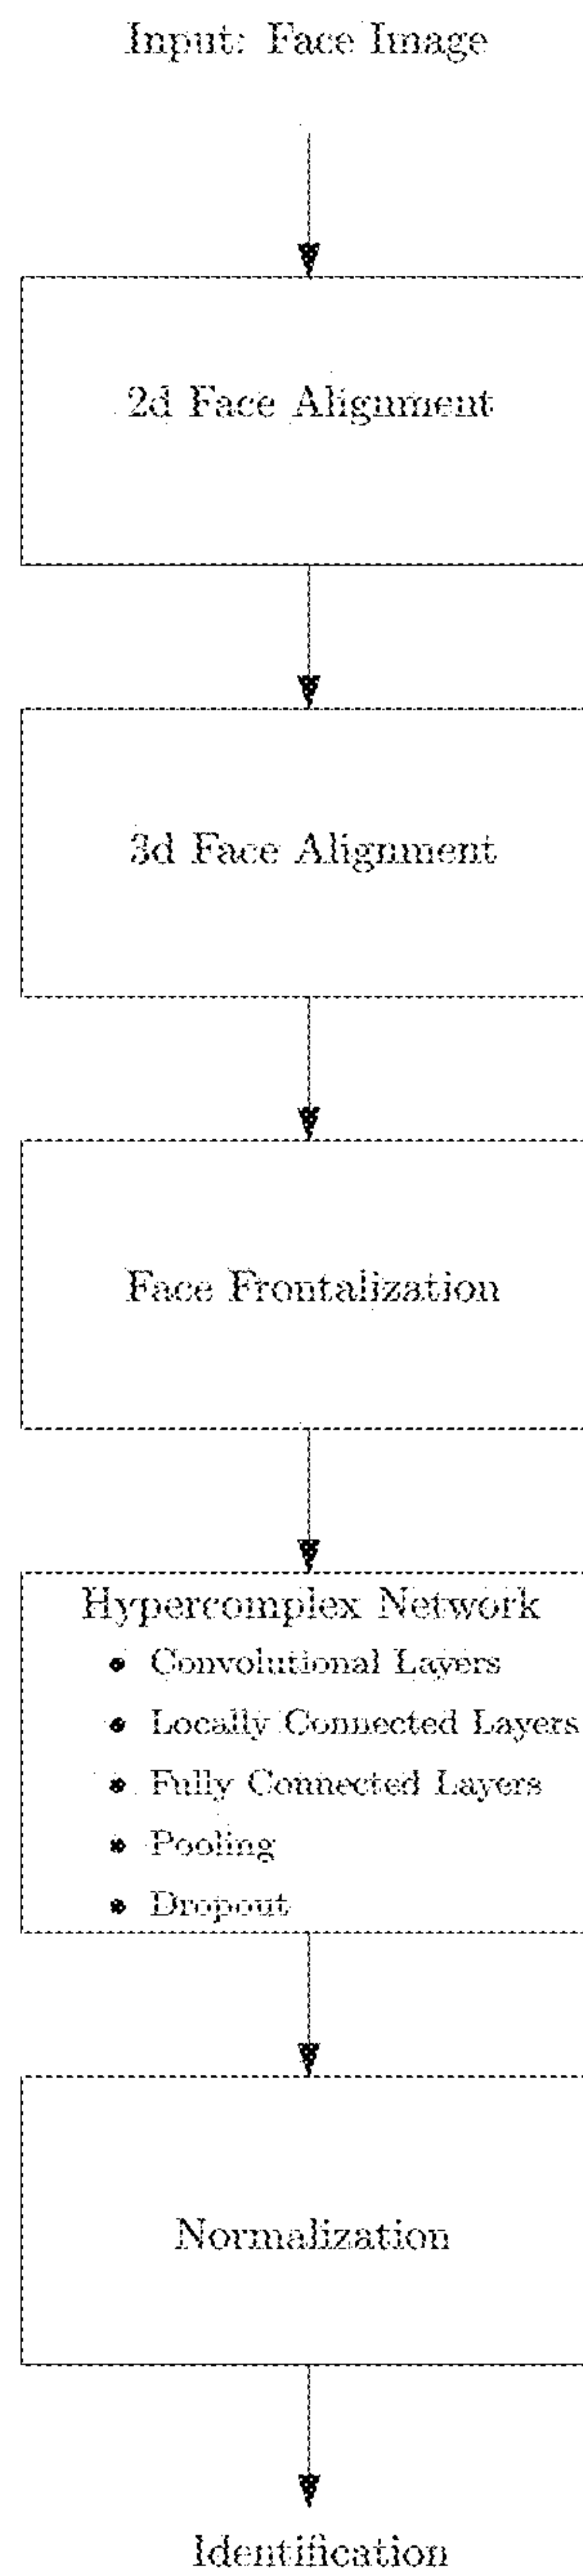 Input: Face Image
2d Face Alignment
3d Face Alignment
Face Frontalization
Hypercomplex Network
• Convolutional Layers
• Locally Connected Layers
• Fully Connected Layers
• Pooling
• Dropout
Normalization
Identification